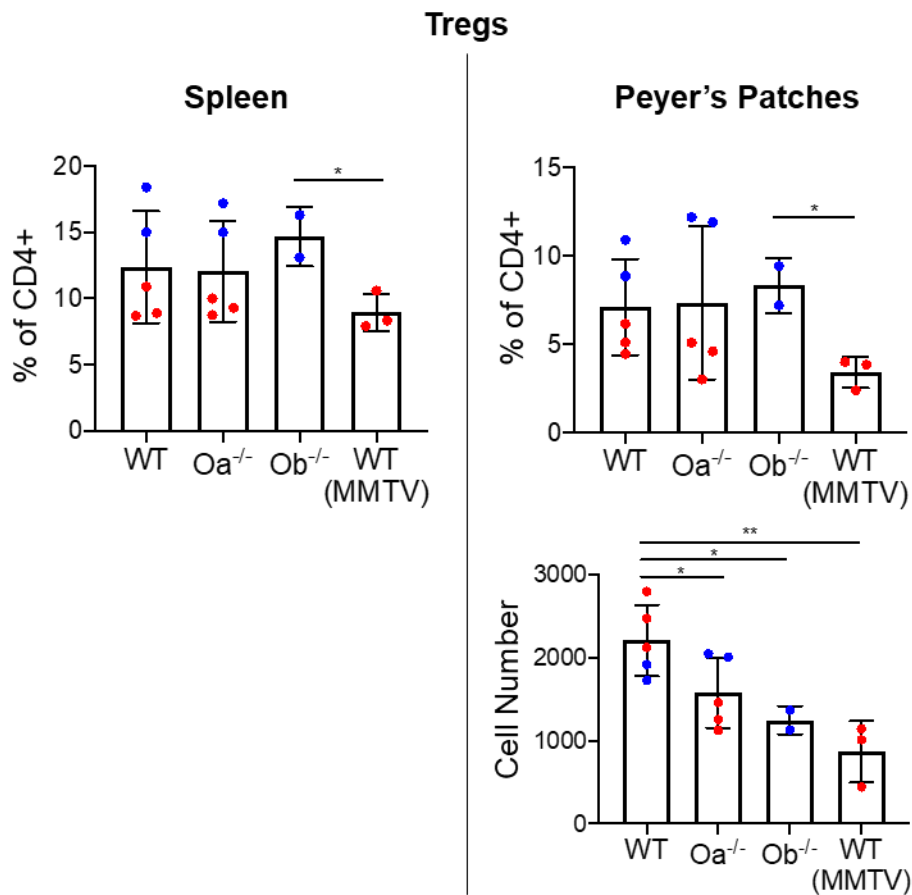 Tregs
Spleen
% of CD4+
20
15
10
5
0
*
WT
Oa-/-
Ob-/-
WT
(MMTV)
Peyer’s Patches
% of CD4+
15
10
5
0
*
WT
Oa-/-
Ob-/-
WT
(MMTV)
Cell Number
3000
2000
1000
0
**
*
*
WT
Oa-/-
Ob-/-
WT
(MMTV)